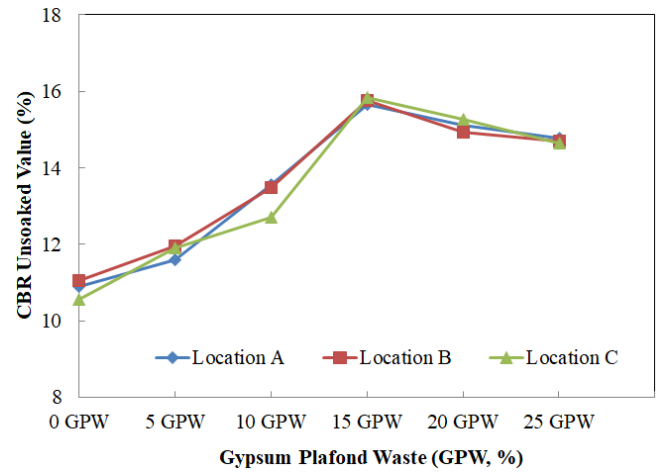 18
16
14
12
10
8
CBR Unsoaked Value (%)
Location A Location B Location C
0 GPW 5 GPW 10 GPW 15 GPW 20 GPW 25 GPW
Gypsum Plafond Waste (GPW, %)